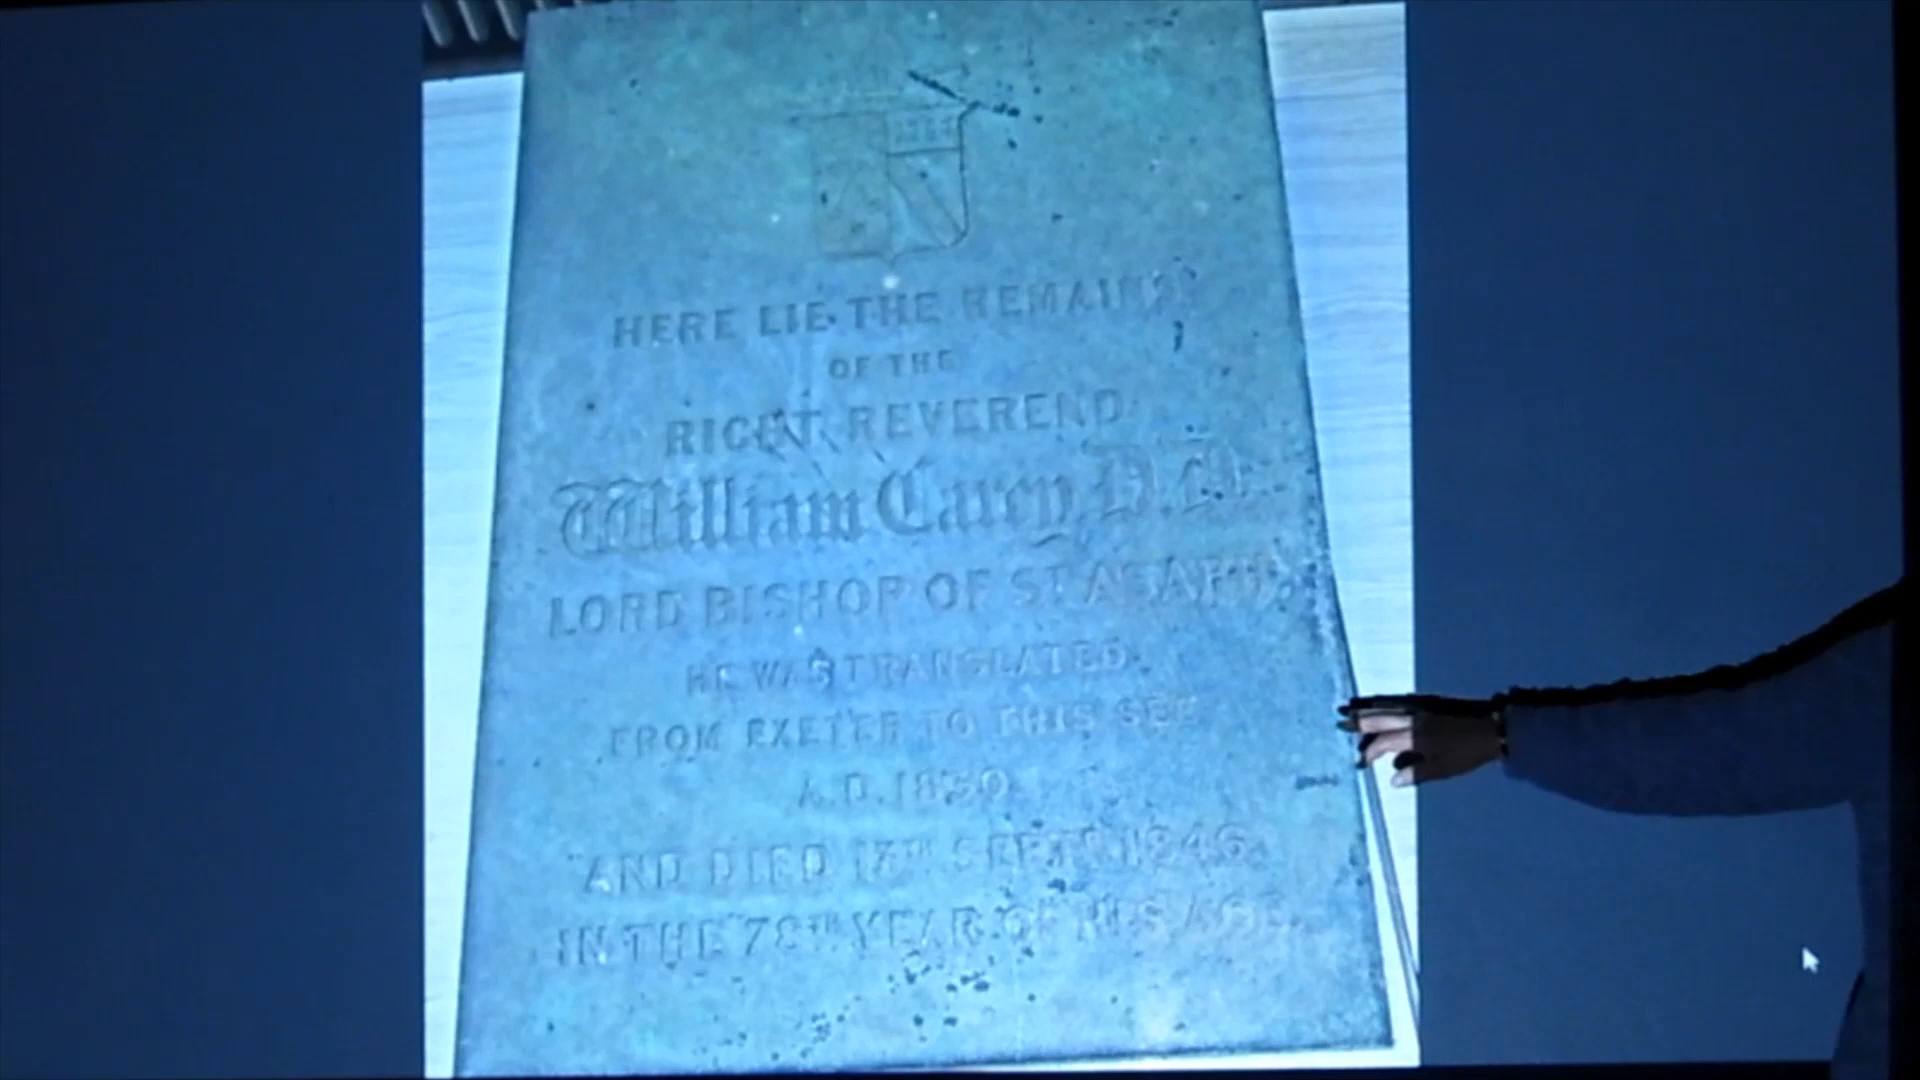 HERE LIE THE REMAINS
OF THE
RIGHT REVEREND
William Carey, D.D.
LORD BISHOP OF ST ASAPH,
HE WAS TRANSLATED
FROM EXETER TO THIS SEE
A.D. 1830
AND DIED 13TH SEPTR 1846
IN THE 78TH YEAR OF HIS AGE.